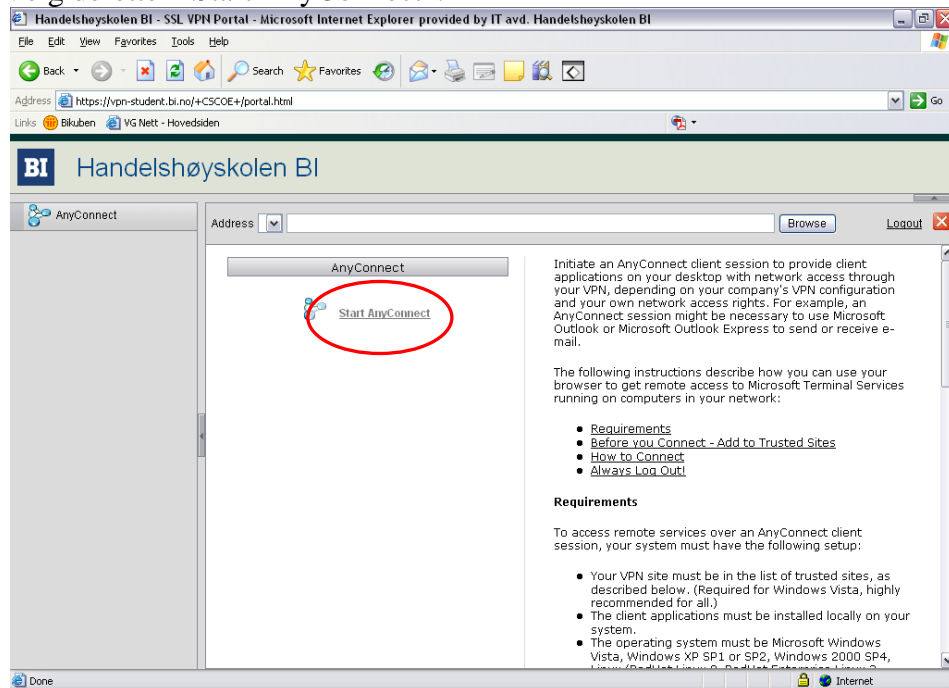 Handelshøyskolen BI - SSL VPN Portal - Microsoft Internet Explorer provided by IT avd. Handelshøyskolen BI
File Edit View Favorites Tools Help
Back Search Favorites
Address https://vpn-student.bi.no/+CSCOE+/portal.html Go
Links Bikuben VG Nett - Hovedsiden
BI Handelshøyskolen BI
AnyConnect
Address Browse Logout
AnyConnect
Start AnyConnect
Initiate an AnyConnect client session to provide client
applications on your desktop with network access through
your VPN, depending on your company's VPN configuration
and your own network access rights. For example, an
AnyConnect session might be necessary to use Microsoft
Outlook or Microsoft Outlook Express to send or receive e-
mail.
The following instructions describe how you can use your
browser to get remote access to Microsoft Terminal Services
running on computers in your network:
• Requirements
• Before you Connect - Add to Trusted Sites
• How to Connect
• Always Log Out!
Requirements
To access remote services over an AnyConnect client
session, your system must have the following setup:
• Your VPN site must be in the list of trusted sites, as
described below. (Required for Windows Vista, highly
recommended for all.)
• The client applications must be installed locally on your
system.
• The operating system must be Microsoft Windows
Vista, Windows XP SP1 or SP2, Windows 2000 SP4,
Done Internet